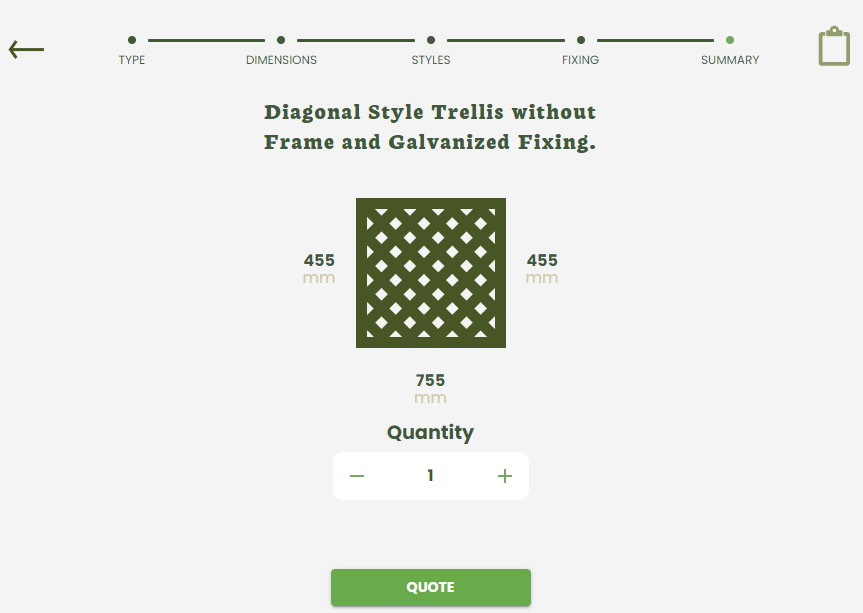 TYPE
DIMENSIONS
STYLES
FIXING
SUMMARY
Diagonal Style Trellis without
Frame and Galvanized Fixing.
455
mm
455
mm
755
mm
Quantity
1
QUOTE